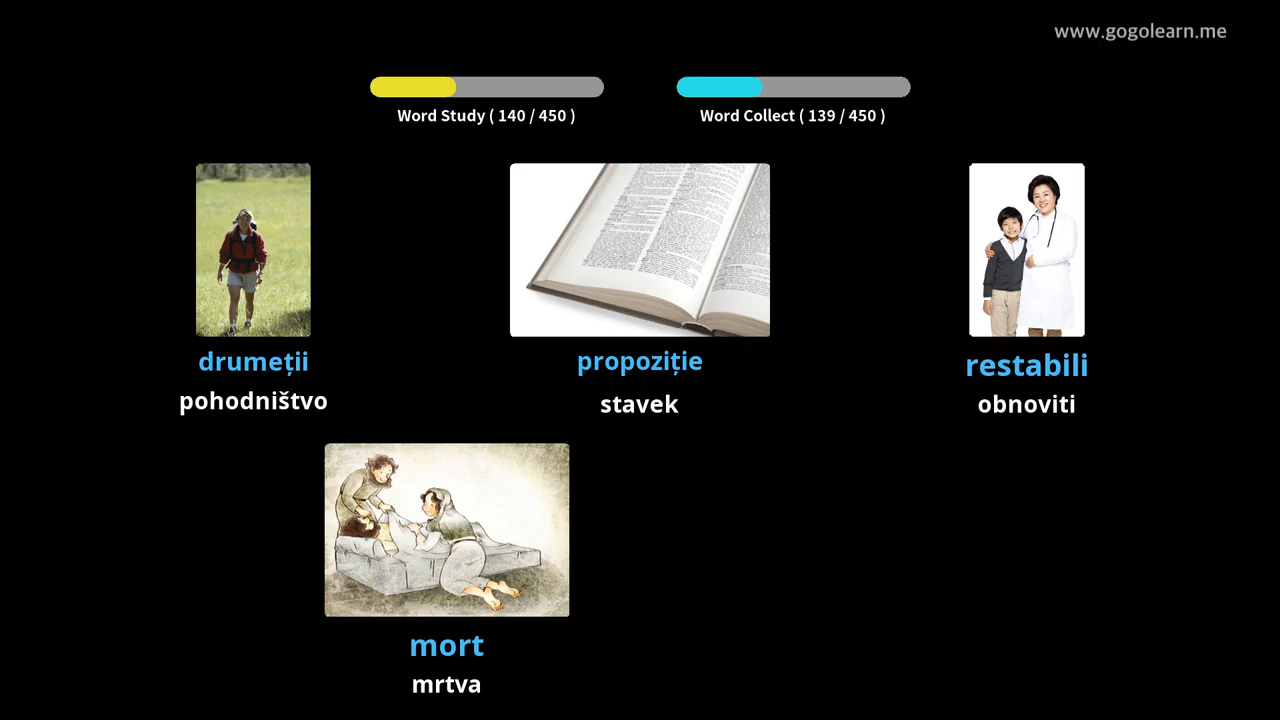 www.gogolearn.me
Word Study ( 140 / 450 )
Word Collect ( 139 / 450 )
drumeții
propoziție
restabili
pohodništvo
stavek
obnoviti
mort
mrtva